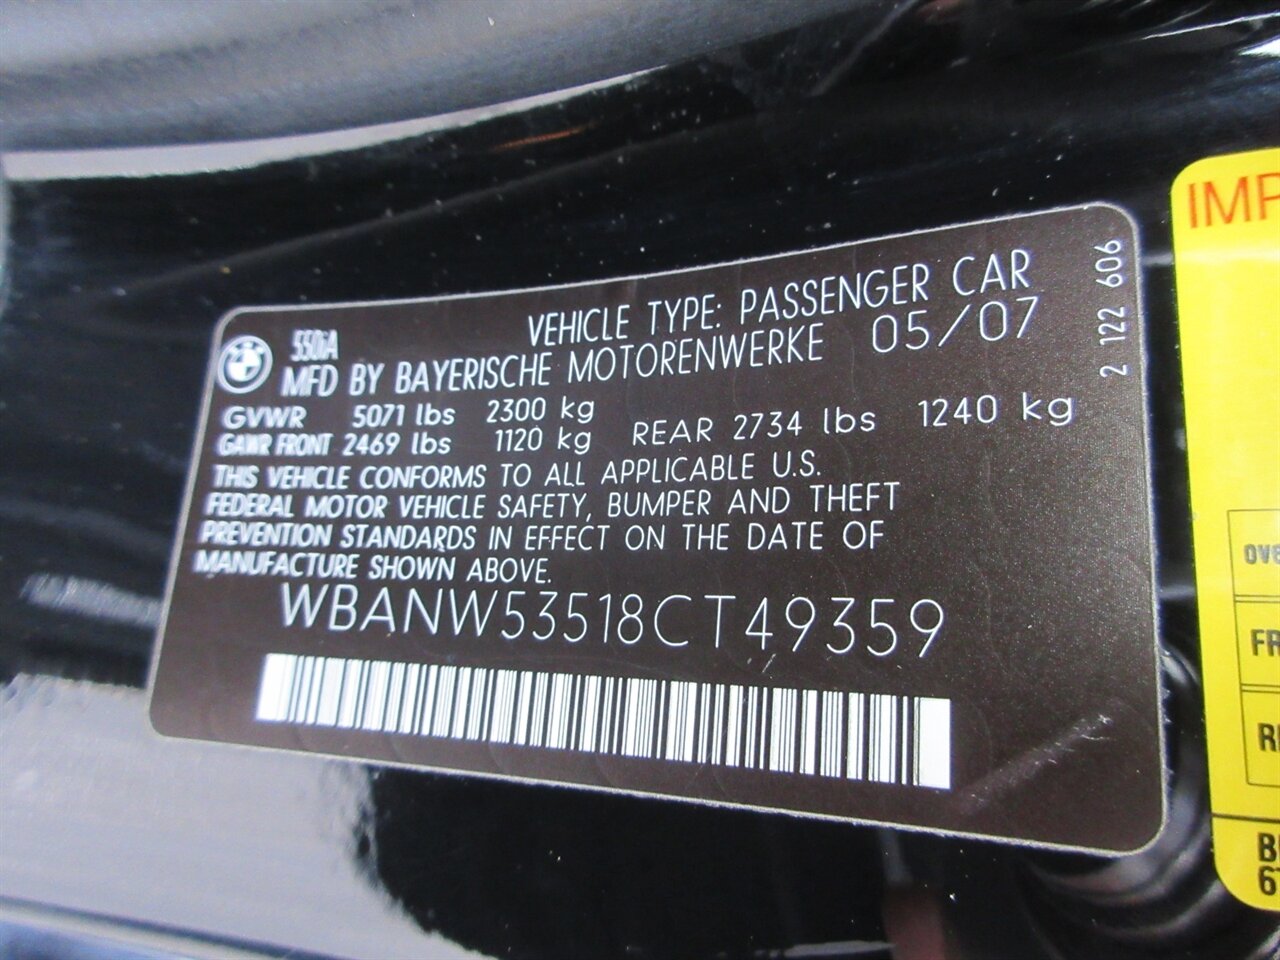 BMW
550iA
VEHICLE TYPE: PASSENGER CAR
MFD BY BAYERISCHE MOTORENWERKE 05/07
GVWR 5071 lbs 2300 kg
GAWR FRONT 2469 lbs 1120 kg REAR 2734 lbs 1240 kg
THIS VEHICLE CONFORMS TO ALL APPLICABLE U.S.
FEDERAL MOTOR VEHICLE SAFETY, BUMPER AND THEFT
PREVENTION STANDARDS IN EFFECT ON THE DATE OF
MANUFACTURE SHOWN ABOVE.
WBANW53518CT49359
2 122 606